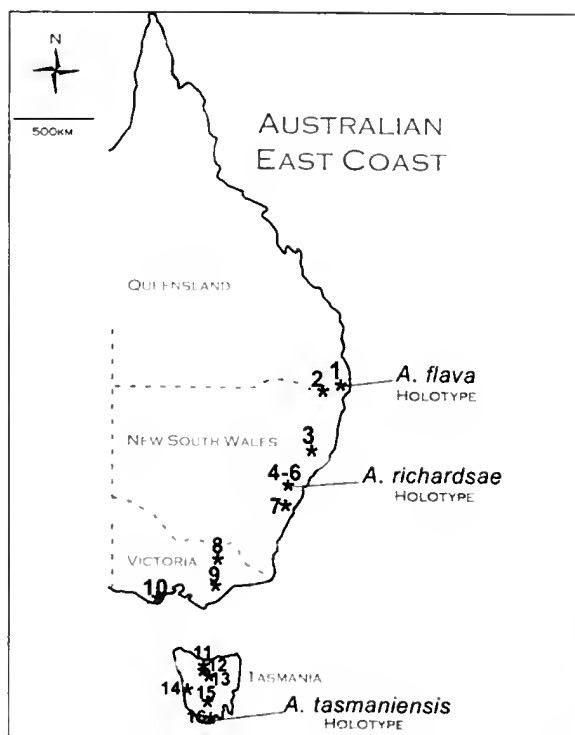 N
500KM
AUSTRALIAN
EAST COAST
QUEENSLAND
1
2
A. flava
HOLOTYPE
NEW SOUTH WALES
3
4-6
A. richardsae
HOLOTYPE
7
8
VICTORIA
9
10
11
12
13
TASMANIA
14
15
16
A. tasmaniensis
HOLOTYPE